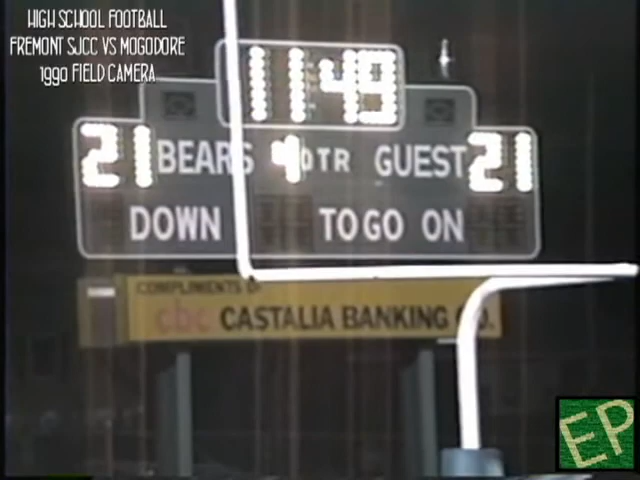 HIGH SCHOOL FOOTBALL
FREMONT SJCC VS MOGODORE
1990 FIELD CAMERA
11:49
21 BEARS 4 QTR GUEST 21
DOWN TO GO ON
COMPLIMENTS OF
cbc CASTALIA BANKING CO.
EP